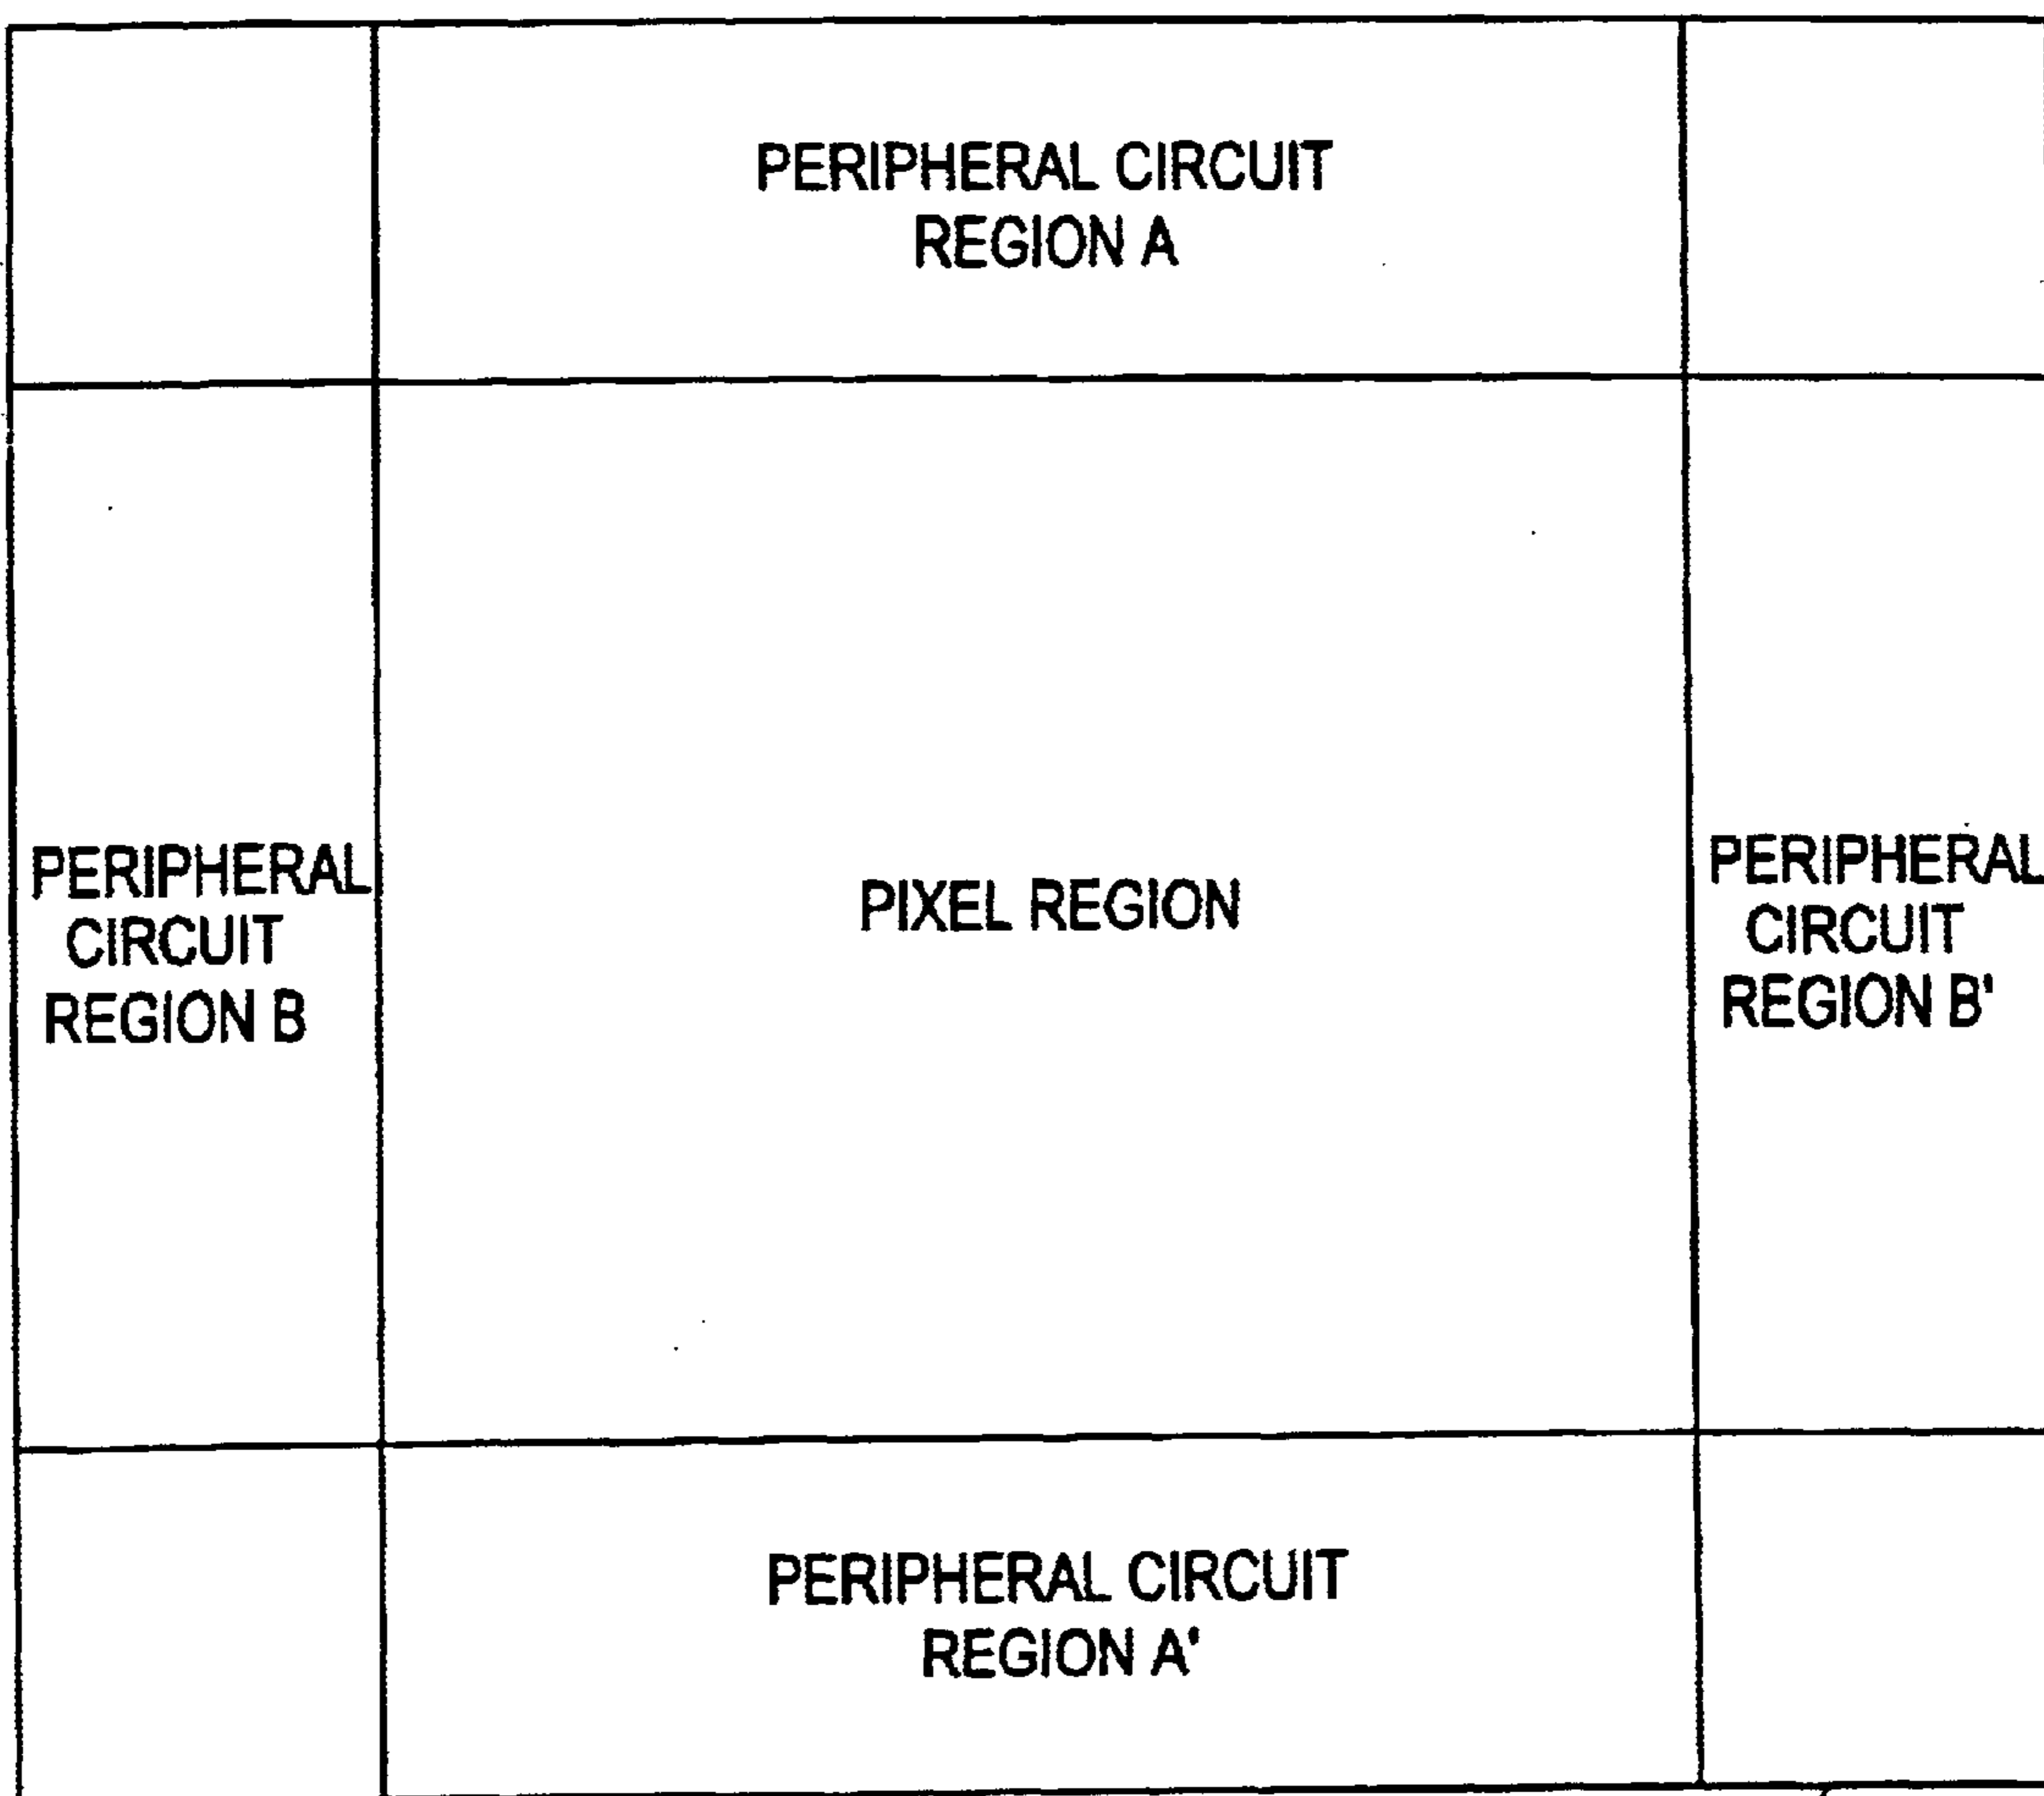 PERIPHERAL CIRCUIT
REGION A
PERIPHERAL
CIRCUIT
REGION B
PIXEL REGION
PERIPHERAL
CIRCUIT
REGION B'
PERIPHERAL CIRCUIT
REGION A'